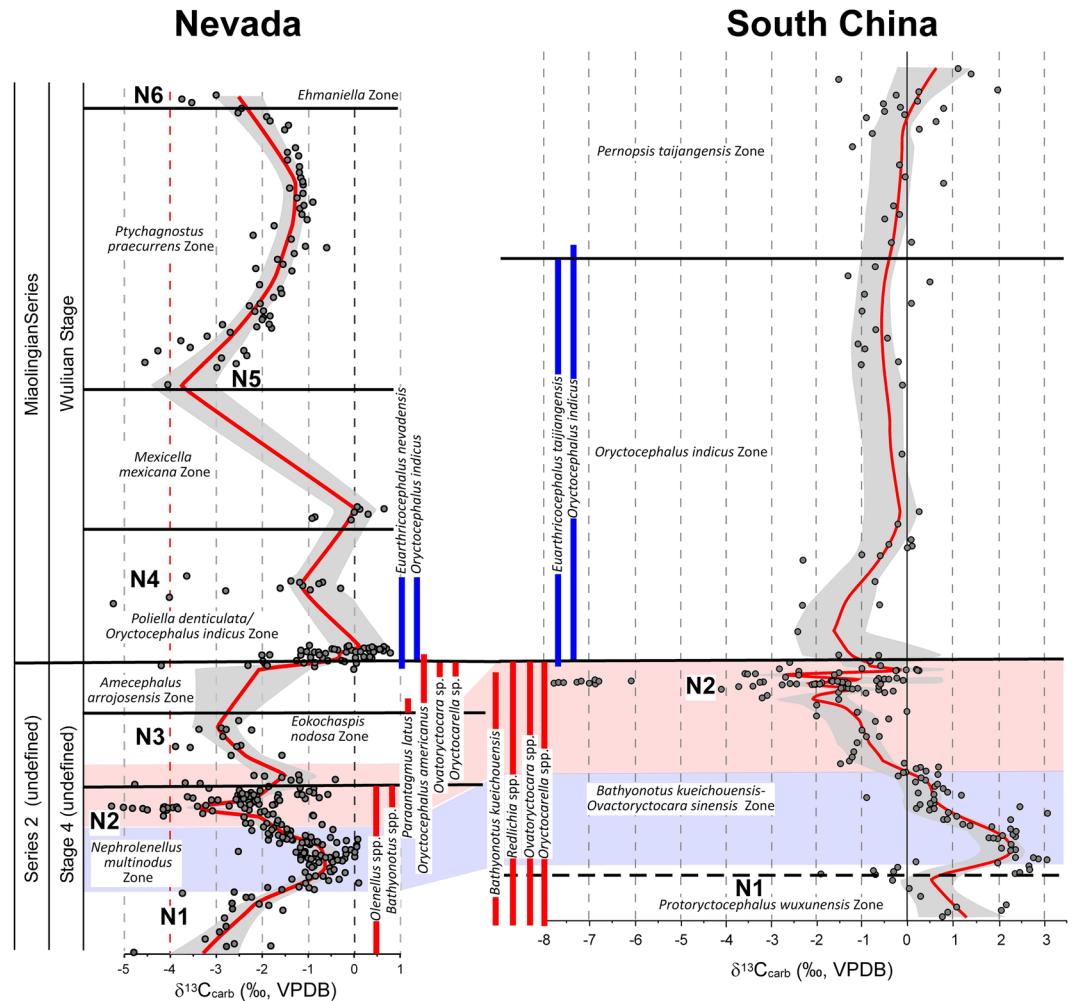 Nevada
South China
MiaolingianSeries
Wuliuan Stage
Series 2 (undefined)
Stage 4 (undefined)
N6
Ehmaniella Zone
Ptychagnostus
praecurrens Zone
N5
Mexicella
mexicana Zone
N4
Poliella denticulata/
Oryctocephalus indicus Zone
Amecephalus
arrojosensis Zone
Eokochaspis
nodosa Zone
N3
N2
Nephrolenellus
multinodus
Zone
N1
Euarthricocephalus nevadensis
Oryctocephalus indicus
Olenellus spp.
Bathyonotus spp.
Paraantagmus latus
Oryctocephalus americanus
Ovatoryctocara sp.
Oryctocarella sp.
-5 -4 -3 -2 -1 0 1
δ¹³Ccarb (‰, VPDB)
Pernopsis taijangensis Zone
Euarthricocephalus taijiangensis
Oryctocephalus indicus
Oryctocephalus indicus Zone
N2
Bathyonotus kueichouensis-
Ovactoryctocara sinensis Zone
N1
Protoryctocephalus wuxunensis Zone
Bathyonotus kueichouensis
Redlichia spp.
Ovatoryctocara spp.
Oryctocarella spp.
-8 -7 -6 -5 -4 -3 -2 -1 0 1 2 3
δ¹³Ccarb (‰, VPDB)